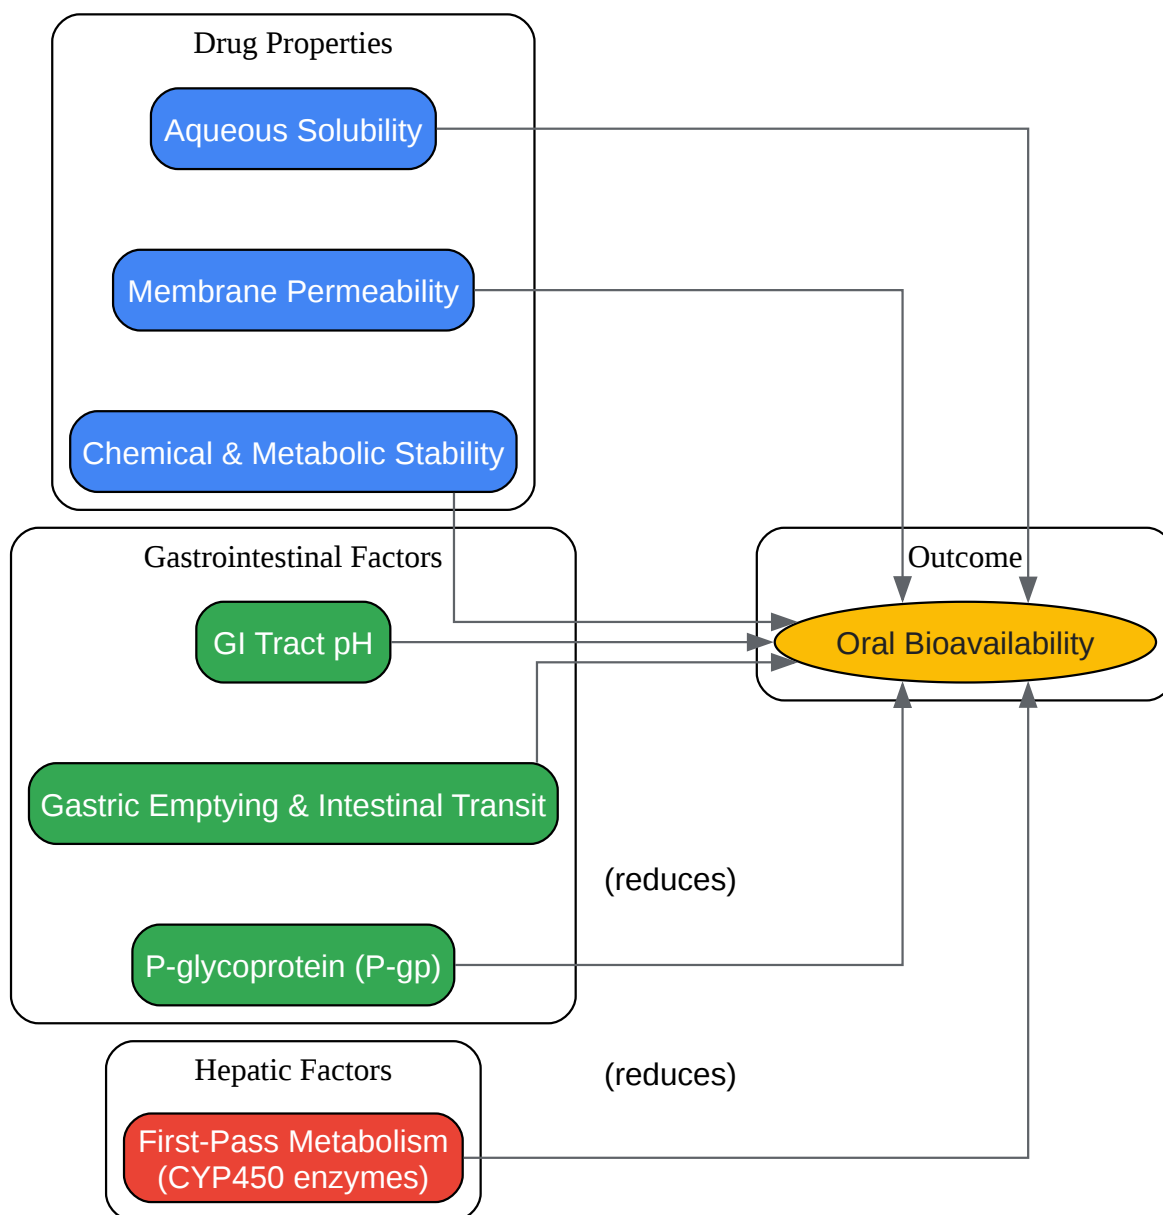 Drug Properties
Aqueous Solubility
Membrane Permeability
Chemical & Metabolic Stability
Gastrointestinal Factors
GI Tract pH
Gastric Emptying & Intestinal Transit
P-glycoprotein (P-gp)
Hepatic Factors
First-Pass Metabolism
(CYP450 enzymes)
(reduces)
(reduces)
Outcome
Oral Bioavailability